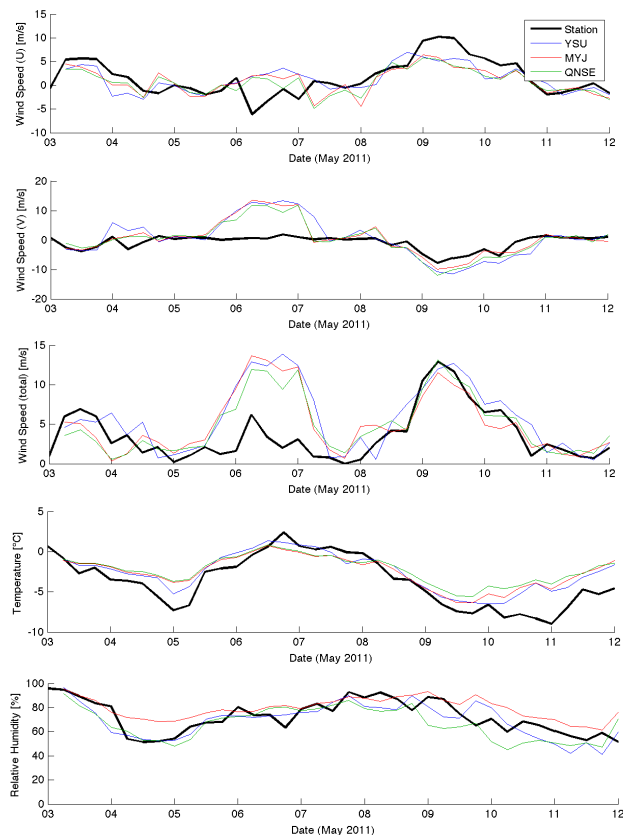 15
10
5
0
-5
-10
Wind Speed (U) [m/s]
Station
YSU
MYJ
QNSE
03 04 05 06 07 08 09 10 11 12
Date (May 2011)
20
10
0
-10
-20
Wind Speed (V) [m/s]
03 04 05 06 07 08 09 10 11 12
Date (May 2011)
15
10
5
0
Wind Speed (total) [m/s]
03 04 05 06 07 08 09 10 11 12
Date (May 2011)
5
0
-5
-10
Temperature [°C]
03 04 05 06 07 08 09 10 11 12
Date (May 2011)
100
80
60
40
20
0
Relative Humidity [%]
03 04 05 06 07 08 09 10 11 12
Date (May 2011)